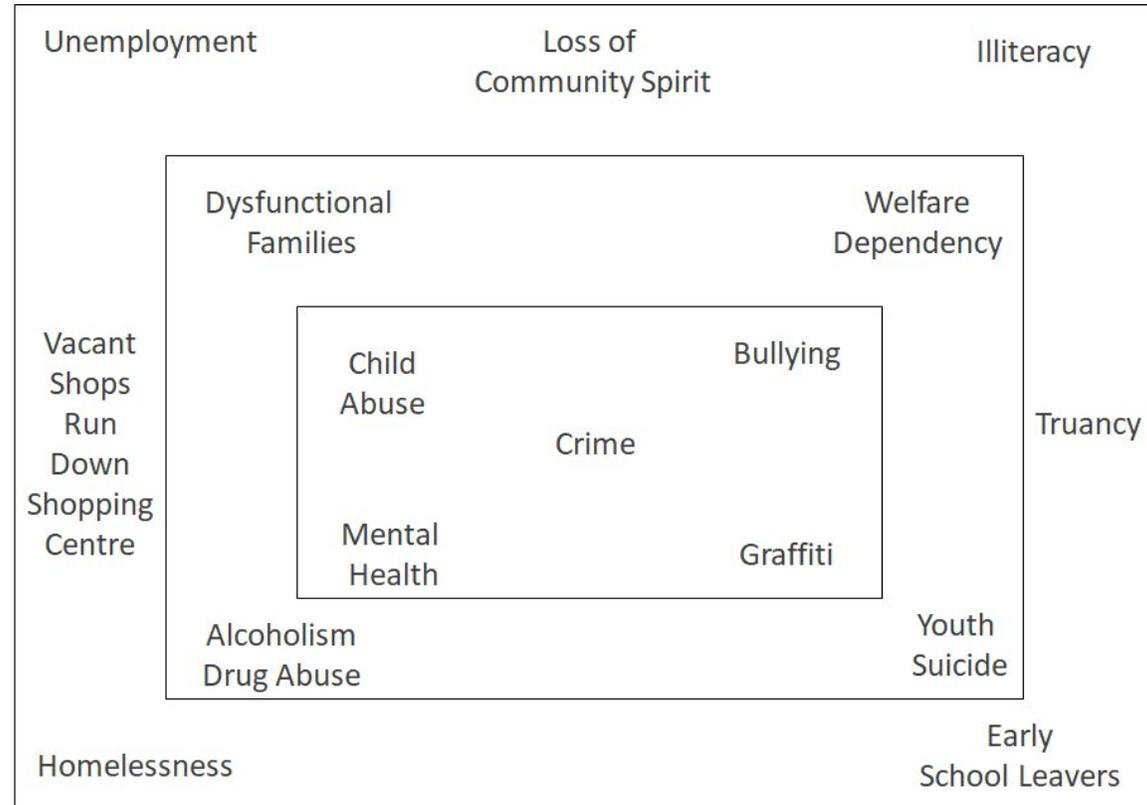 Unemployment
Loss of
Community Spirit
Illiteracy
Dysfunctional
Families
Welfare
Dependency
Vacant
Shops
Run
Down
Shopping
Centre
Child
Abuse
Bullying
Crime
Truancy
Mental
Health
Graffiti
Alcoholism
Drug Abuse
Youth
Suicide
Homelessness
Early
School Leavers